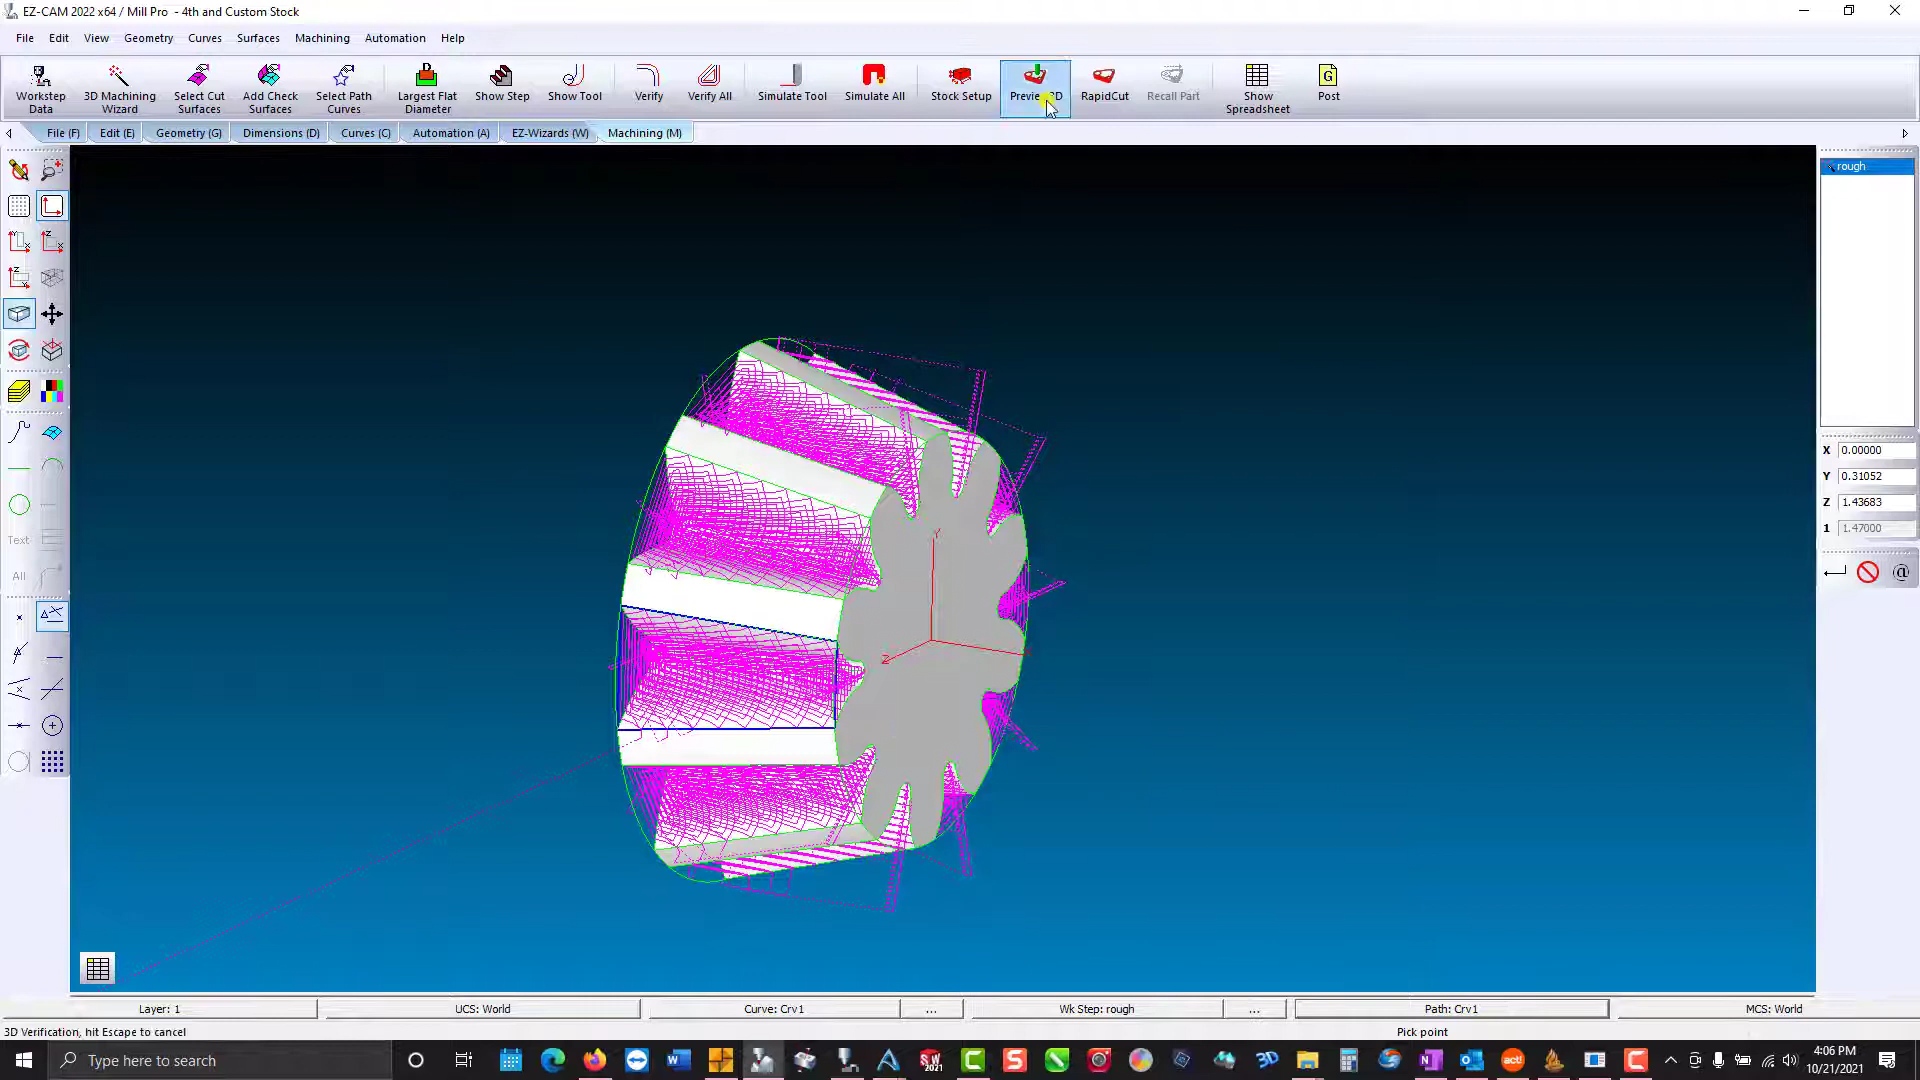 EZ-CAM 2022 x64 / Mill Pro - 4th and Custom Stock
File Edit View Geometry Curves Surfaces Machining Automation Help
Workstep Data
3D Machining Wizard
Select Cut Surfaces
Add Check Surfaces
Select Path Curves
Largest Flat Diameter
Show Step
Show Tool
Verify
Verify All
Simulate Tool
Simulate All
Stock Setup
RapidCut
Recall Part
Show Spreadsheet
Post
File (F) Edit (E) Geometry (G) Dimensions (D) Curves (C) Automation (A) EZ-Wizards (W) Machining (M)
rough
X 0.00000
Y 0.31052
Z 1.43683
1 1.47000
@
Text
All
Y
Z
Layer: 1 UCS: World Curve: Crv1 ... Wk Step: rough ... Path: Crv1 MCS: World
3D Verification, hit Escape to cancel Pick point
Type here to search
4:06 PM
10/21/2021